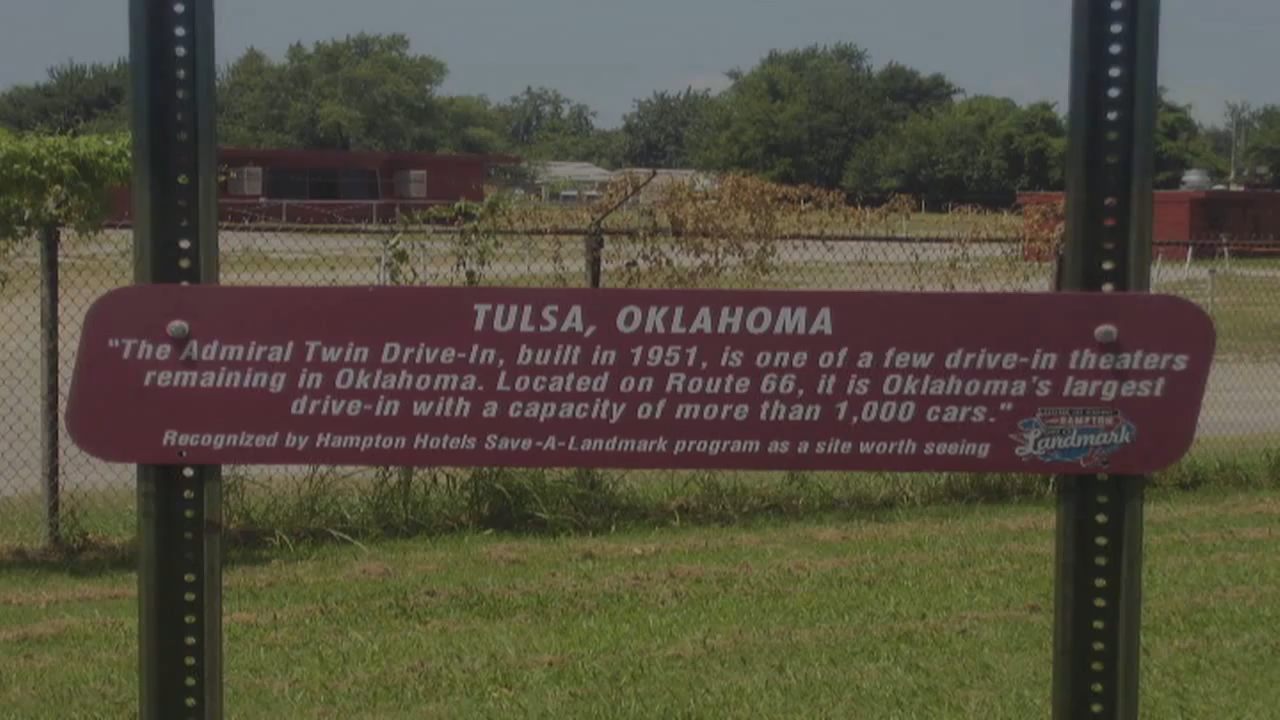 TULSA, OKLAHOMA
"The Admiral Twin Drive-In, built in 1951, is one of a few drive-in theaters
remaining in Oklahoma. Located on Route 66, it is Oklahoma's largest
drive-in with a capacity of more than 1,000 cars."
Recognized by Hampton Hotels Save-A-Landmark program as a site worth seeing
HAMPTON
Landmark